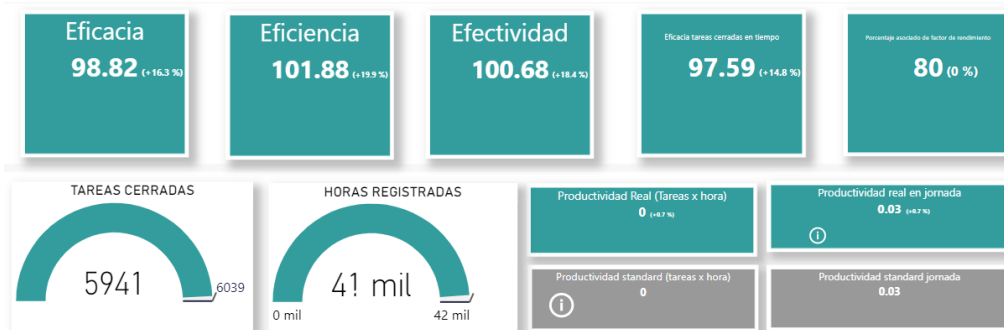 Eficacia
98.82 (+16.3 %)
Eficiencia
101.88 (+19.9 %)
Efectividad
100.68 (+18.4 %)
Eficacia tareas cerradas en tiempo
97.59 (+14.8 %)
Porcentaje asociado de factor de rendimiento
80 (0 %)
TAREAS CERRADAS
5941
6039
HORAS REGISTRADAS
41 mil
0 mil
42 mil
Productividad Real (Tareas x hora)
0 (+0.7 %)
Productividad real en jornada
0.03 (+0.7 %)
Productividad standard (tareas x hora)
0
Productividad standard jornada
0.03